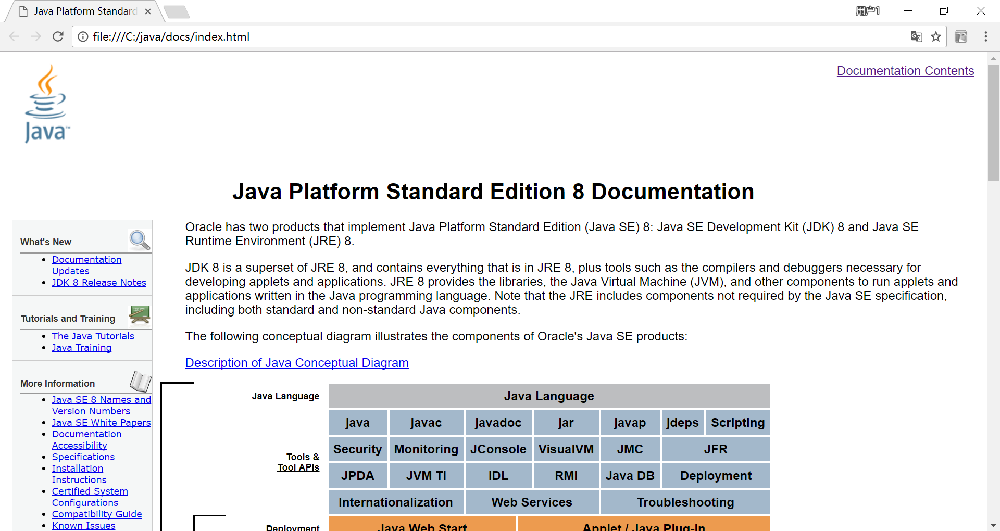 Java Platform Standard
用户1
file:///C:/java/docs/index.html
Java™
Documentation Contents
Java Platform Standard Edition 8 Documentation
What's New
Documentation
Updates
JDK 8 Release Notes
Tutorials and Training
The Java Tutorials
Java Training
More Information
Java SE 8 Names and
Version Numbers
Java SE White Papers
Documentation
Accessibility
Specifications
Installation
Instructions
Certified System
Configurations
Compatibility Guide
Known Issues
Oracle has two products that implement Java Platform Standard Edition (Java SE) 8: Java SE Development Kit (JDK) 8 and Java SE
Runtime Environment (JRE) 8.
JDK 8 is a superset of JRE 8, and contains everything that is in JRE 8, plus tools such as the compilers and debuggers necessary for
developing applets and applications. JRE 8 provides the libraries, the Java Virtual Machine (JVM), and other components to run applets and
applications written in the Java programming language. Note that the JRE includes components not required by the Java SE specification,
including both standard and non-standard Java components.
The following conceptual diagram illustrates the components of Oracle's Java SE products:
Description of Java Conceptual Diagram
Java Language
Java Language
java javac javadoc jar javap jdeps Scripting
Tools &
Tool APIs
Security Monitoring JConsole VisualVM JMC JFR
JPDA JVM TI IDL RMI Java DB Deployment
Internationalization Web Services Troubleshooting
Deployment
Java Web Start Applet / Java Plug-in